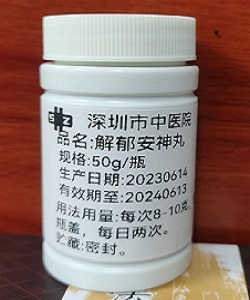 深圳市中医院
品名:解郁安神丸
规格:50g/瓶
生产日期:20230614
有效期至:20240613
用法用量:每次8-10克,
瓶盖，每日两次。
贮藏:密封。